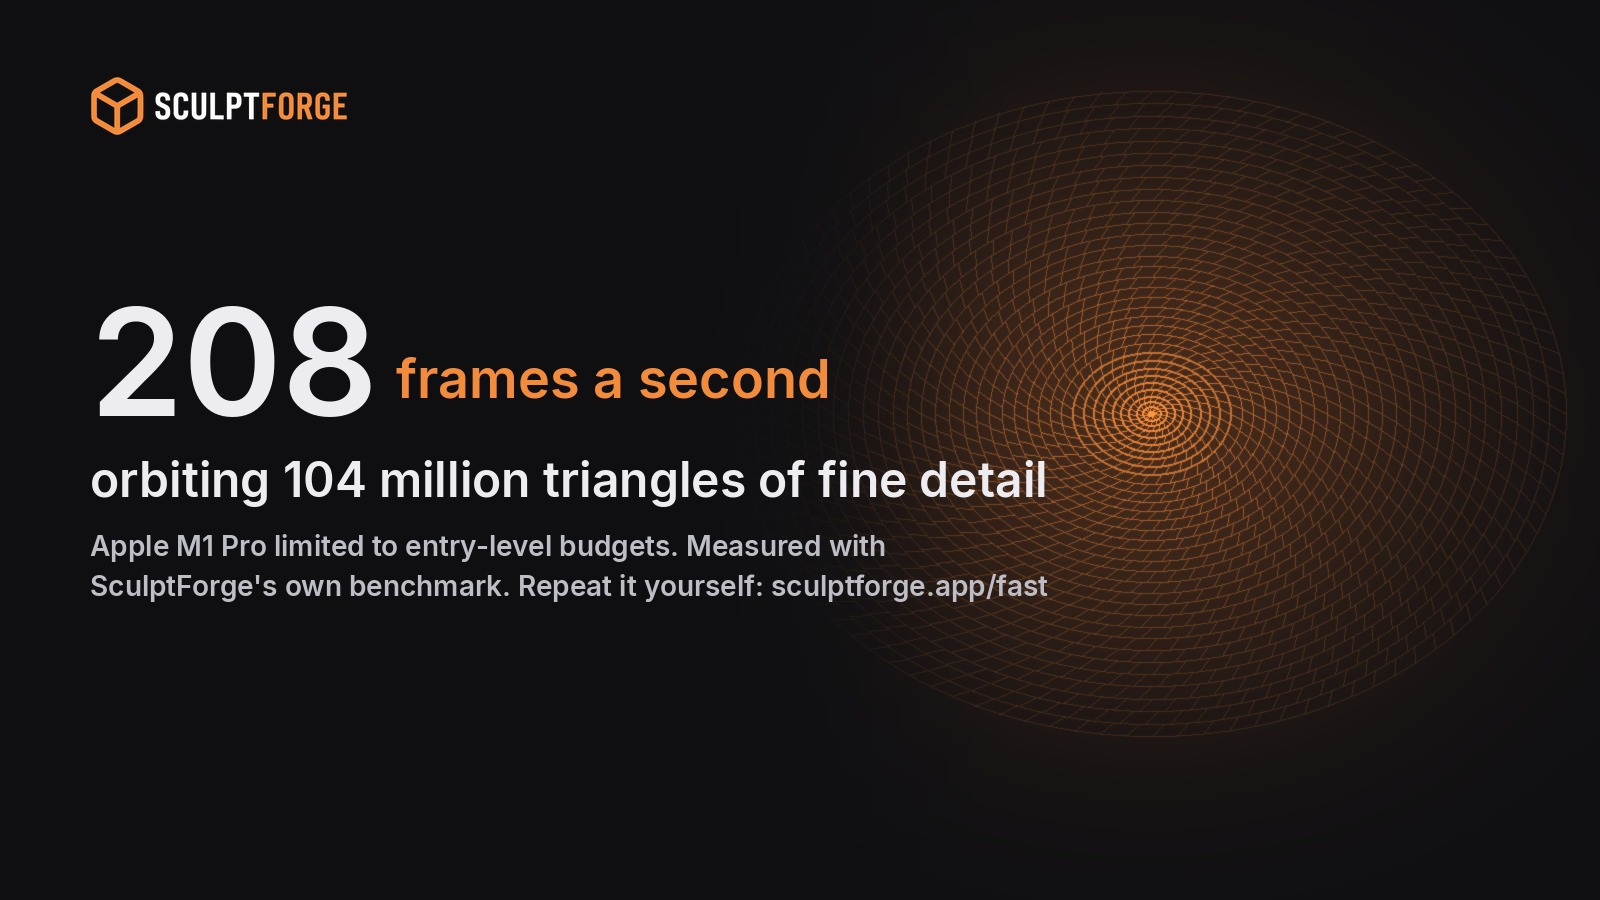 SCULPTFORGE
208 frames a second
orbiting 104 million triangles of fine detail
Apple M1 Pro limited to entry-level budgets. Measured with
SculptForge's own benchmark. Repeat it yourself: sculptforge.app/fast